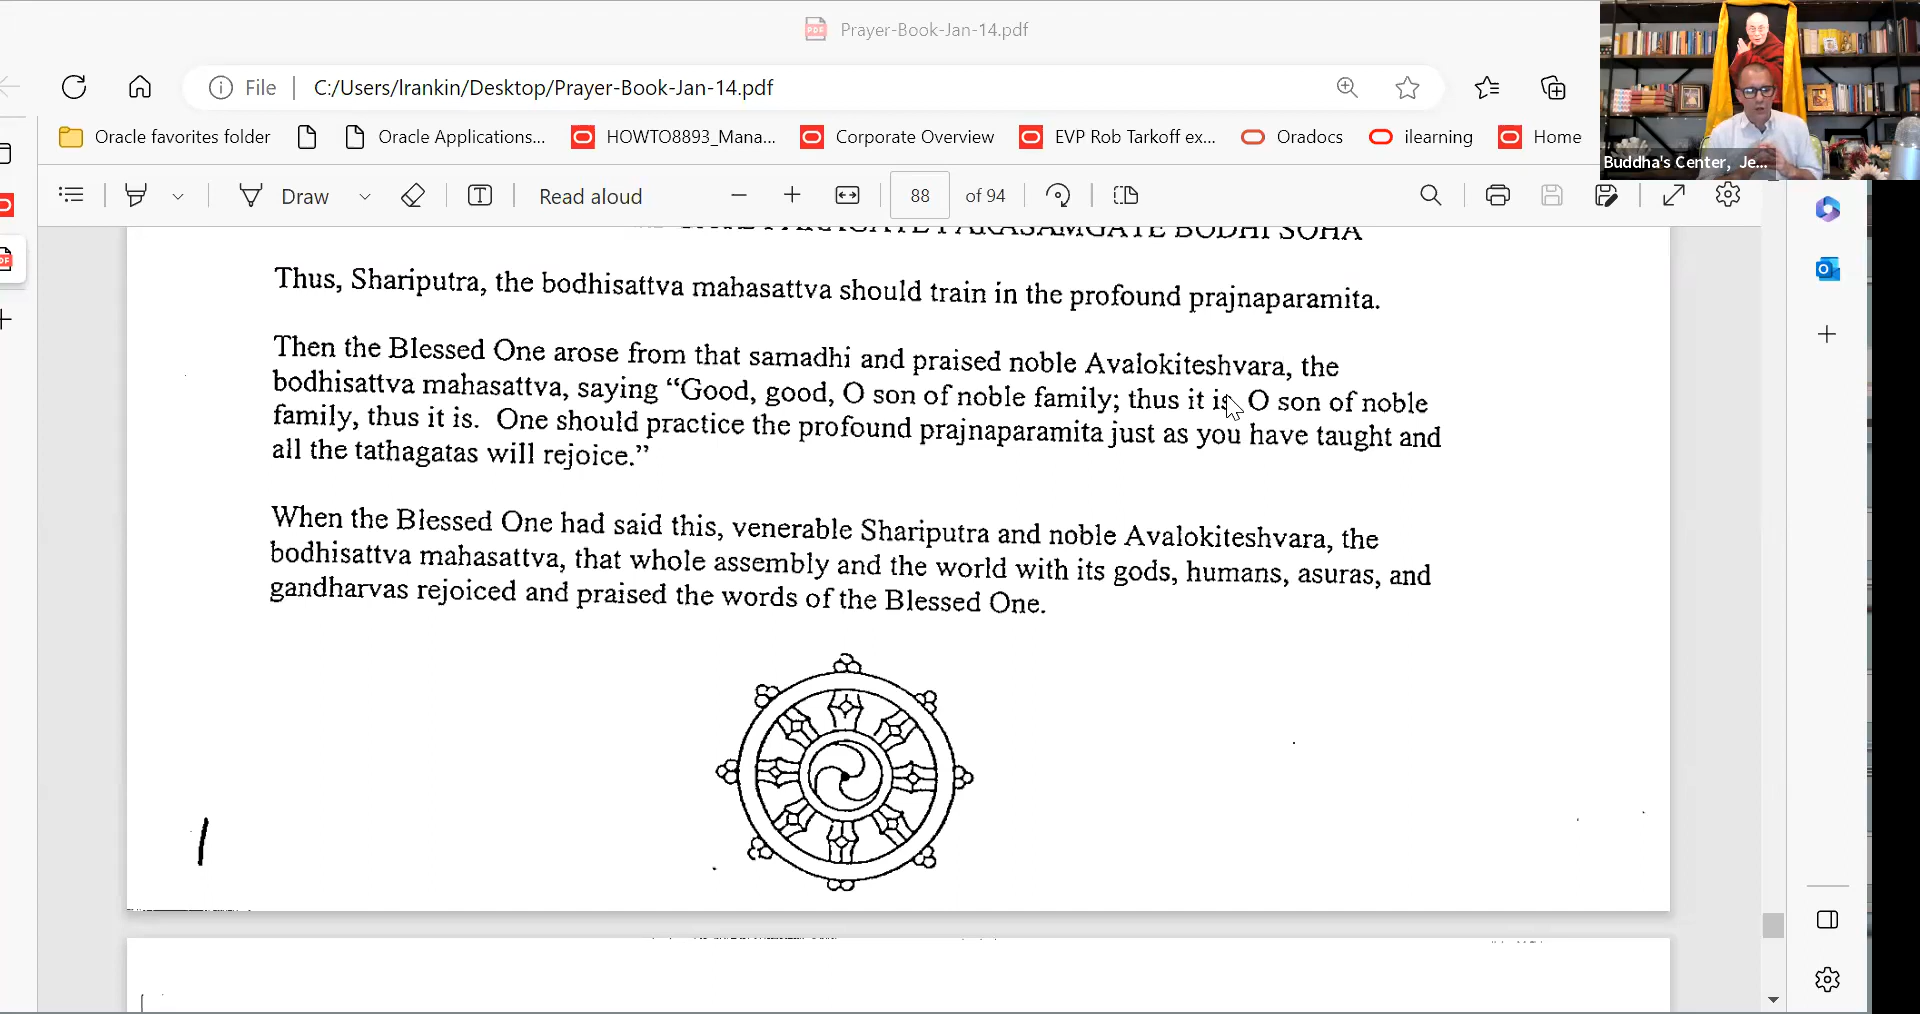 Prayer-Book-Jan-14.pdf
File C:/Users/lrankin/Desktop/Prayer-Book-Jan-14.pdf
Oracle favorites folder Oracle Applications... HOWTO8893_Mana... Corporate Overview EVP Rob Tarkoff ex... Oradocs ilearning Home
Buddha's Center, Je...
Draw Read aloud 88 of 94
PARAGATE PARASAMGATE BODHI SOHA
Thus, Shariputra, the bodhisattva mahasattva should train in the profound prajnaparamita.
Then the Blessed One arose from that samadhi and praised noble Avalokiteshvara, the
bodhisattva mahasattva, saying “Good, good, O son of noble family; thus it is, O son of noble
family, thus it is. One should practice the profound prajnaparamita just as you have taught and
all the tathagatas will rejoice.”
When the Blessed One had said this, venerable Shariputra and noble Avalokiteshvara, the
bodhisattva mahasattva, that whole assembly and the world with its gods, humans, asuras, and
gandharvas rejoiced and praised the words of the Blessed One.